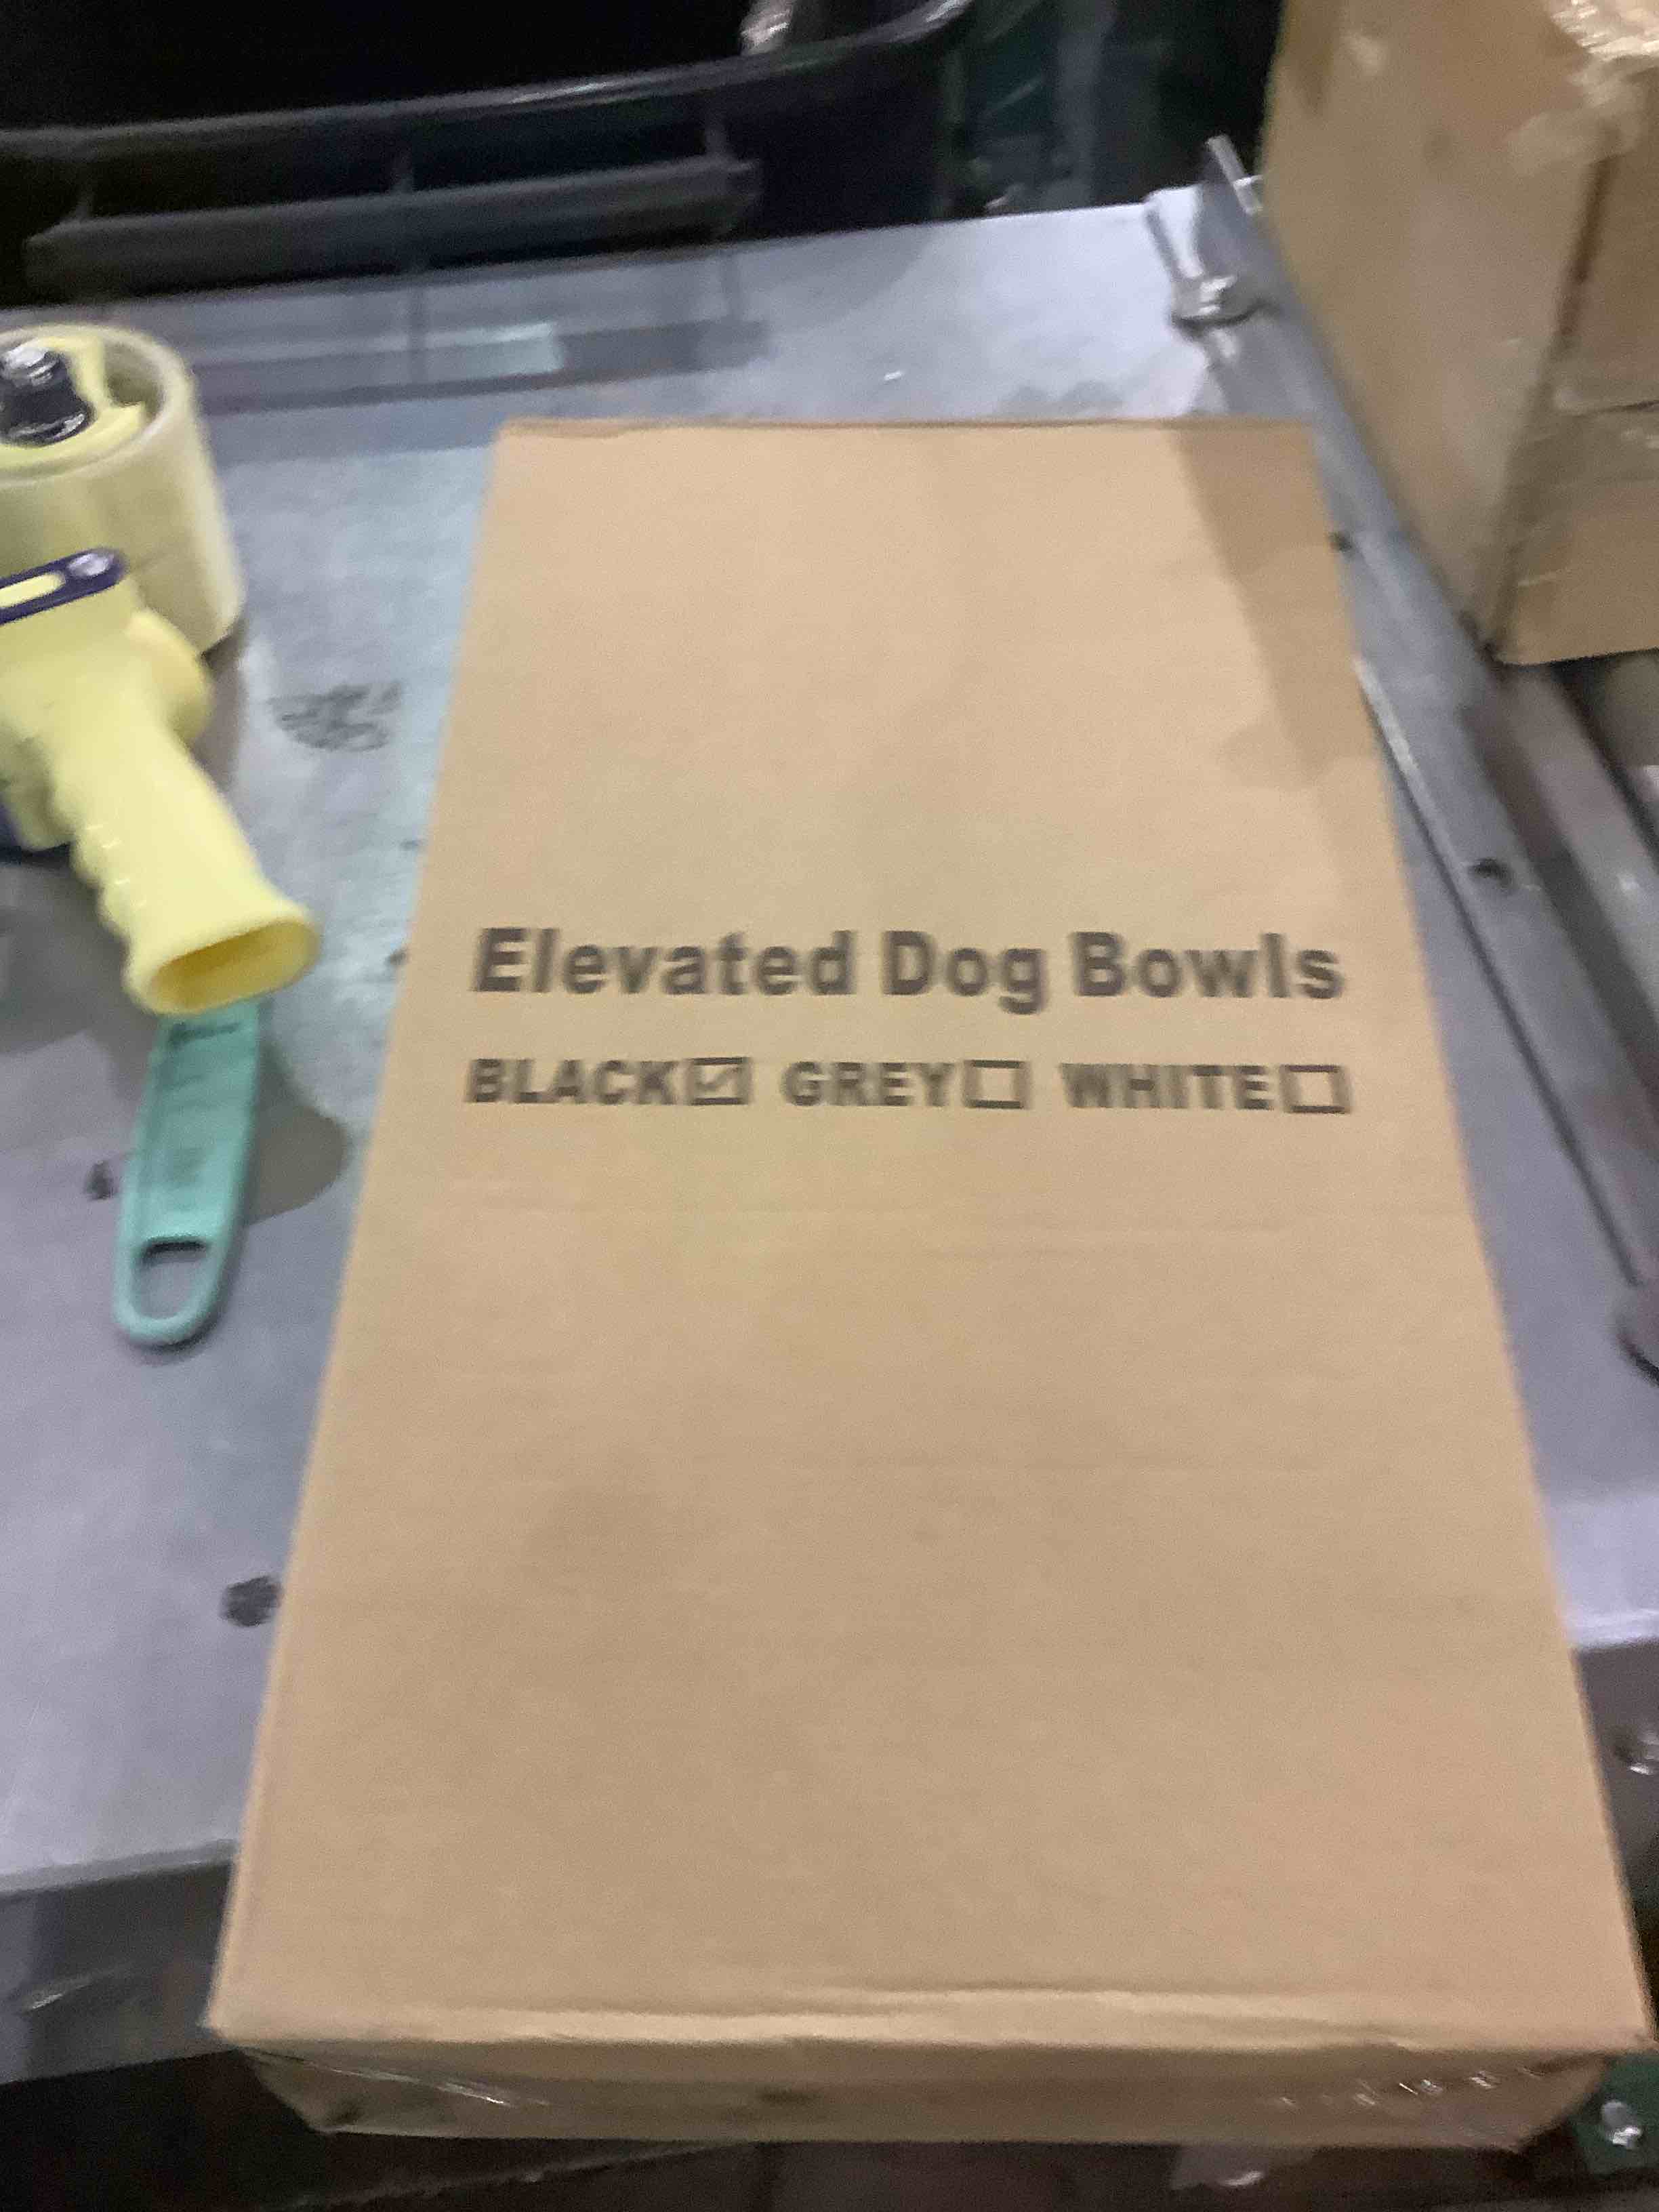 Elevated Dog Bowls
BLACK☑ GREY☐ WHITE☐